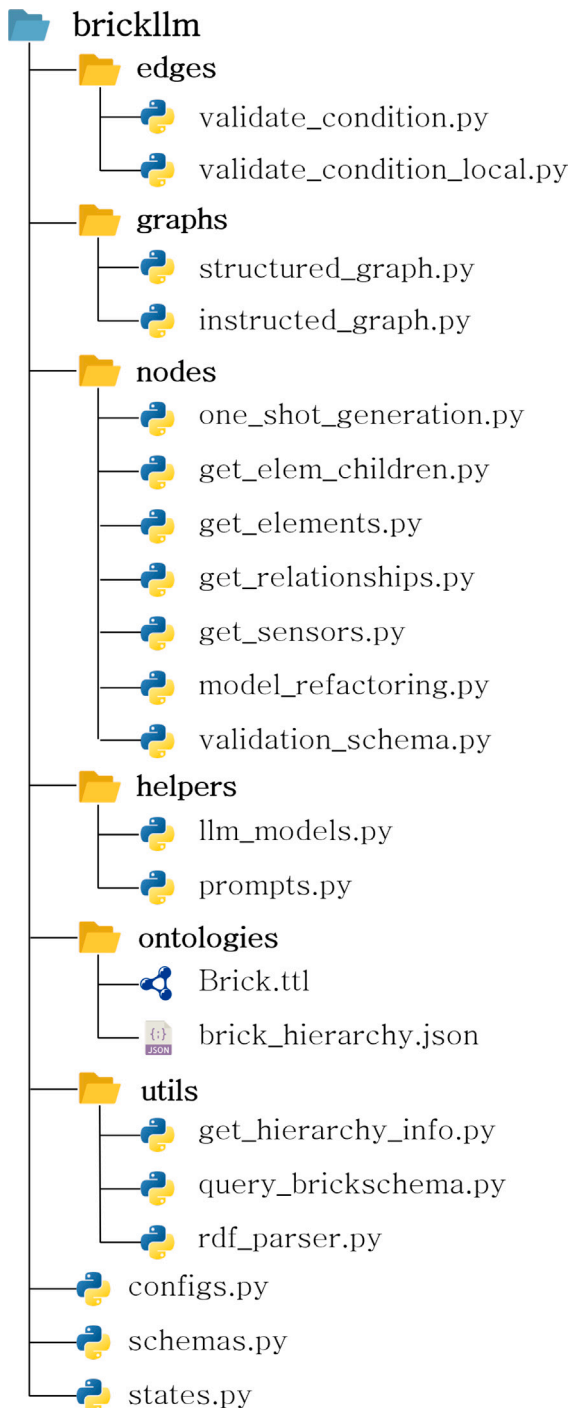 brickllm
edges
validate_condition.py
validate_condition_local.py
graphs
structured_graph.py
instructed_graph.py
nodes
one_shot_generation.py
get_elem_children.py
get_elements.py
get_relationships.py
get_sensors.py
model_refactoring.py
validation_schema.py
helpers
llm_models.py
prompts.py
ontologies
Brick.ttl
{;}
JSON
brick_hierarchy.json
utils
get_hierarchy_info.py
query_brickschema.py
rdf_parser.py
configs.py
schemas.py
states.py